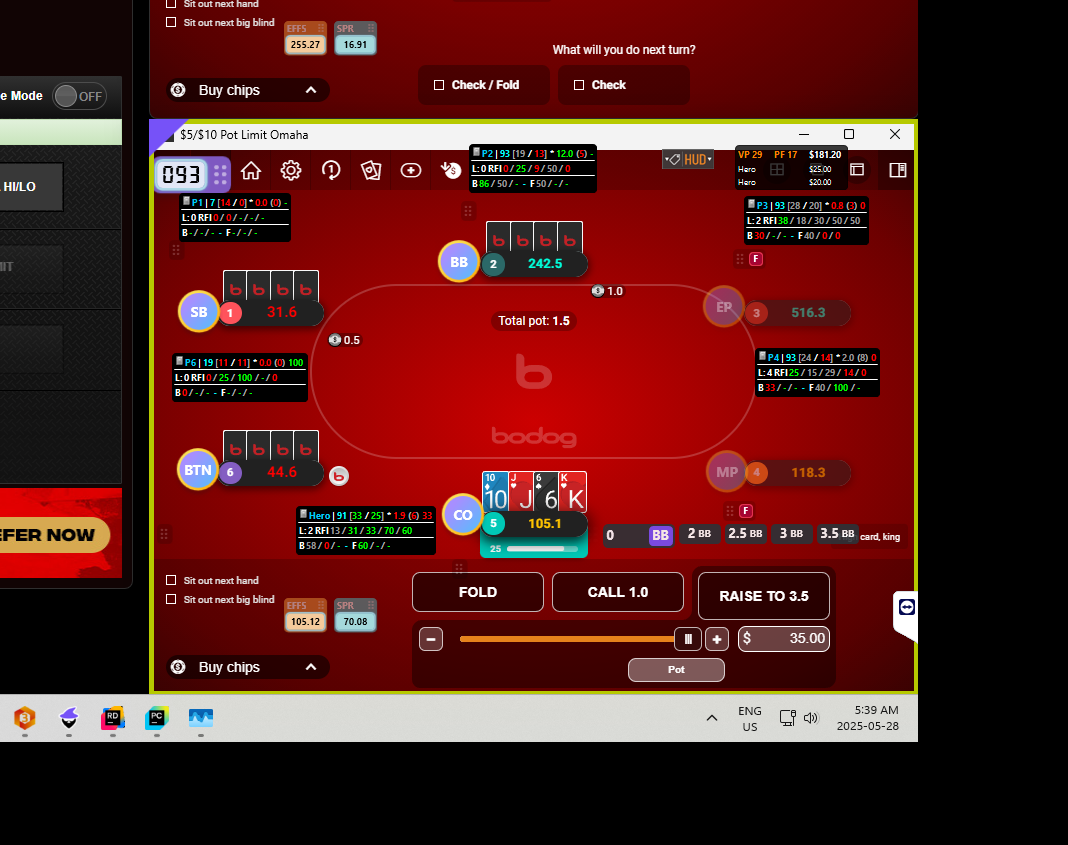 Sit out next hand
Sit out next big blind
EFFS
255.27
SPR
16.91
What will you do next turn?
Buy chips
Check / Fold
Check
e Mode
OFF
HI/LO
EFER NOW
$5/$10 Pot Limit Omaha
093
HUD
VP 29 PF 17 $181.20
Hero $25.00
Hero $20.00
P2 | 93 [19 / 13] * 12.0 (5) -
L: 0 RFI 0 / 25 / 9 / 50 / 0
B 86 / 50 / - - F 50 / - / -
P1 | 7 [14 / 0] * 0.0 (0) -
L: 0 RFI 0 / 0 / - / - / -
B - / - / - - F - / - / -
P3 | 93 [28 / 20] * 0.8 (3) 0
L: 2 RFI 38 / 18 / 30 / 50 / 50
B 30 / - / - - F 40 / 0 / 0
F
BB
2
242.5
1.0
SB
1
31.6
0.5
Total pot: 1.5
EP
3
516.3
P6 | 19 [11 / 11] * 0.0 (0) 100
L: 0 RFI 0 / 25 / 100 / - / 0
B 0 / - / - - F - / - / -
P4 | 93 [24 / 14] * 2.0 (8) 0
L: 4 RFI 25 / 15 / 29 / 14 / 0
B 33 / - / - - F 40 / 100 / -
bodog
BTN
6
44.6
MP
4
118.3
F
10 J 6 K
10 J 6 K
CO
5
105.1
25
Hero | 91 [33 / 25] * 1.9 (6) 33
L: 2 RFI 13 / 31 / 33 / 70 / 60
B 58 / 0 / - - F 60 / - / -
0 BB
2 BB
2.5 BB
3 BB
3.5 BB
card, king
Sit out next hand
Sit out next big blind
EFFS
105.12
SPR
70.08
Buy chips
FOLD
CALL 1.0
RAISE TO 3.5
$ 35.00
Pot
RD
PC
ENG
US
5:39 AM
2025-05-28